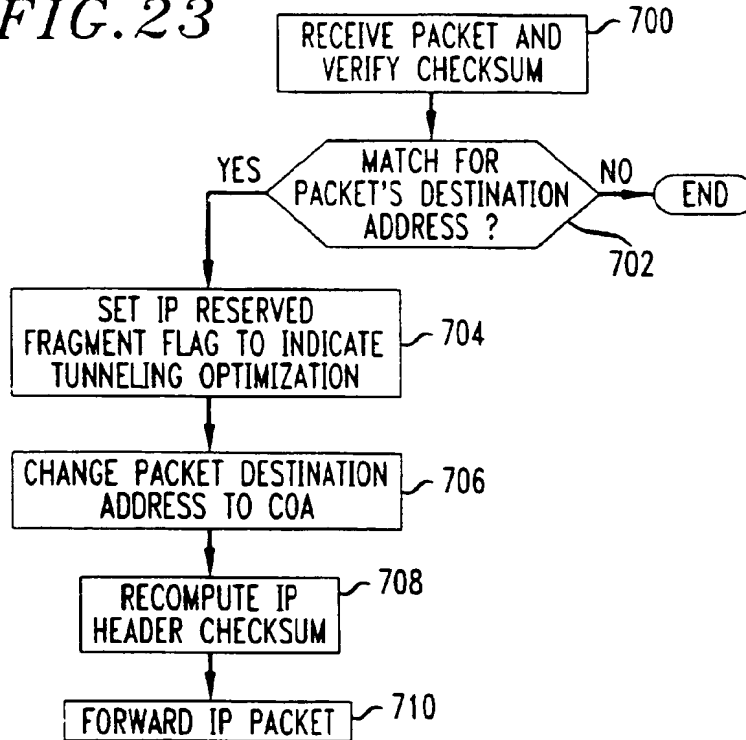 FIG.23
RECEIVE PACKET AND
VERIFY CHECKSUM
700
MATCH FOR
PACKET'S DESTINATION
ADDRESS ?
702
YES
NO
END
SET IP RESERVED
FRAGMENT FLAG TO INDICATE
TUNNELING OPTIMIZATION
704
CHANGE PACKET DESTINATION
ADDRESS TO COA
706
RECOMPUTE IP
HEADER CHECKSUM
708
FORWARD IP PACKET
710